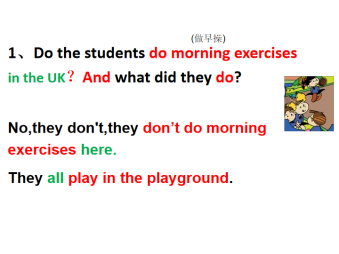 (做早操)
1、Do the students do morning exercises
in the UK？And what did they do?
No,they don't,they don’t do morning
exercises here.
They all play in the playground.